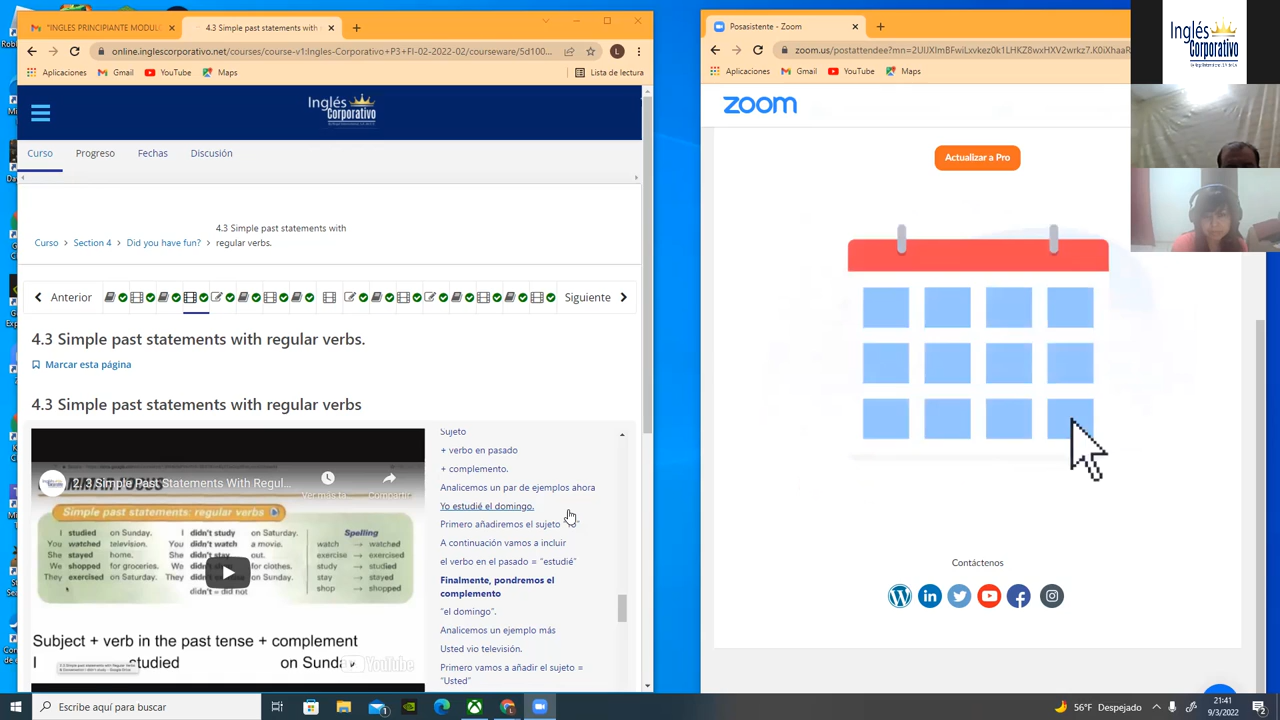 "INGLES PRINCIPIANTE MODULO
4.3 Simple past statements with
online.inglescorporativo.net/courses/course-v1:Ingles-Corporativo+P3+FI-02-2022-02/courseware/5d100...
L
Aplicaciones
Gmail
YouTube
Maps
Lista de lectura
Inglés
Corporativo
Curso
Progreso
Fechas
Discusión
Curso > Section 4 > Did you have fun? > 4.3 Simple past statements with
regular verbs.
Anterior
Siguiente
4.3 Simple past statements with regular verbs.
Marcar esta página
4.3 Simple past statements with regular verbs
2. 3 Simple Past Statements With Regul...
Compartir
Simple past statements: regular verbs
I studied on Sunday. I didn't study on Saturday. Spelling
You watched television. You didn't watch a movie. watch → watched
She stayed home. She didn't stay out. exercise → exercised
We shopped for groceries. We didn't shop for clothes. study → studied
They exercised on Saturday. They didn't exercise on Sunday. stay → stayed
didn't = did not shop → shopped
Subject + verb in the past tense + complement
I studied on Sunday
YouTube
Sujeto
+ verbo en pasado
+ complemento.
Analicemos un par de ejemplos ahora
Yo estudié el domingo.
Primero añadiremos el sujeto
A continuación vamos a incluir
el verbo en el pasado = "estudié"
Finalmente, pondremos el
complemento
"el domingo".
Analicemos un ejemplo más
Usted vio televisión.
Primero vamos a añadir el sujeto =
"Usted"
Posasistente - Zoom
Aplicaciones
Gmail
YouTube
Maps
zoom
Actualizar a Pro
Contáctenos
Inglés
Corporativo
Escribe aquí para buscar
56°F Despejado
21:41
9/3/2022